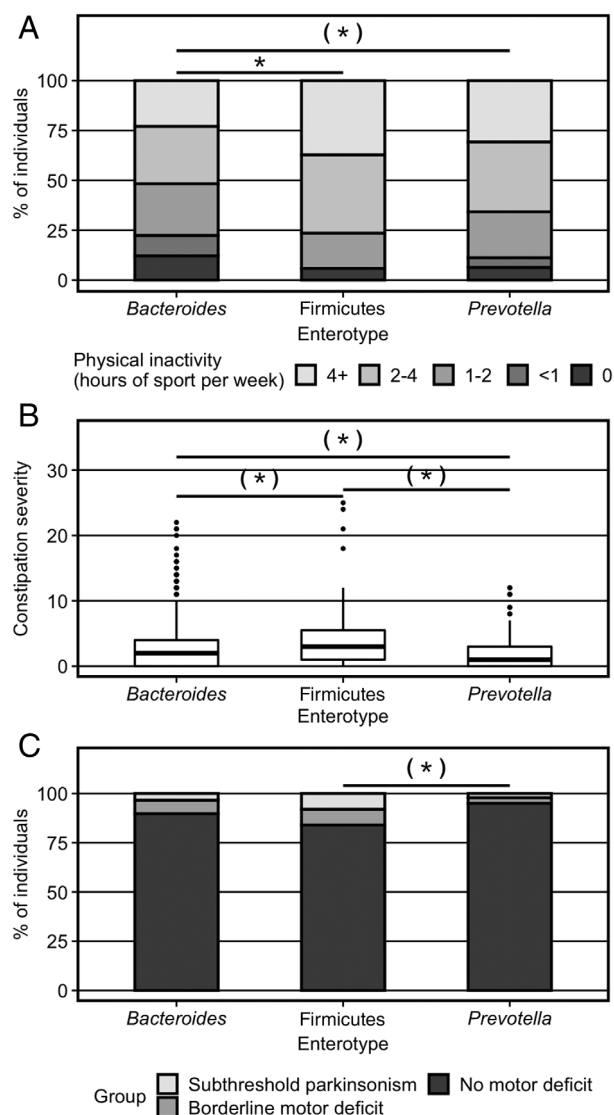 A
( * )
*
100
75
50
25
0
% of individuals
Bacteroides Firmicutes Prevotella
Enterotype
Physical inactivity
(hours of sport per week) 4+ 2-4 1-2 <1 0
B
( * )
( * ) ( * )
30
20
10
0
Constipation severity
Bacteroides Firmicutes Prevotella
Enterotype
C
( * )
100
75
50
25
0
% of individuals
Bacteroides Firmicutes Prevotella
Enterotype
Group Subthreshold parkinsonism No motor deficit
Borderline motor deficit